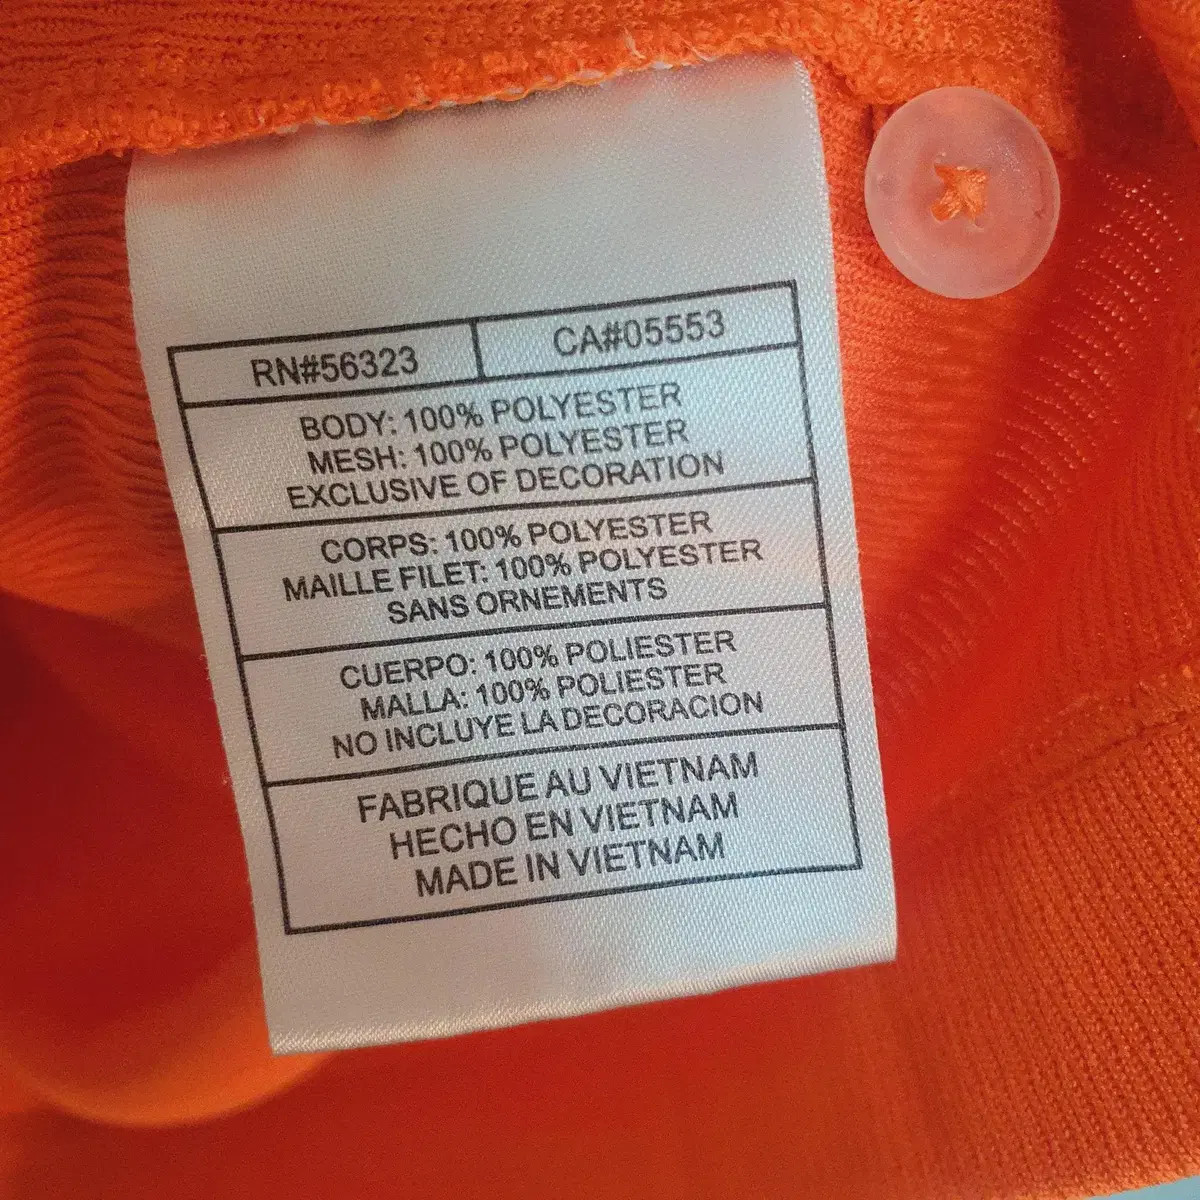 RN#56323 CA#05553
BODY: 100% POLYESTER
MESH: 100% POLYESTER
EXCLUSIVE OF DECORATION
CORPS: 100% POLYESTER
MAILLE FILET: 100% POLYESTER
SANS ORNEMENTS
CUERPO: 100% POLIESTER
MALLA: 100% POLIESTER
NO INCLUYE LA DECORACION
FABRIQUE AU VIETNAM
HECHO EN VIETNAM
MADE IN VIETNAM